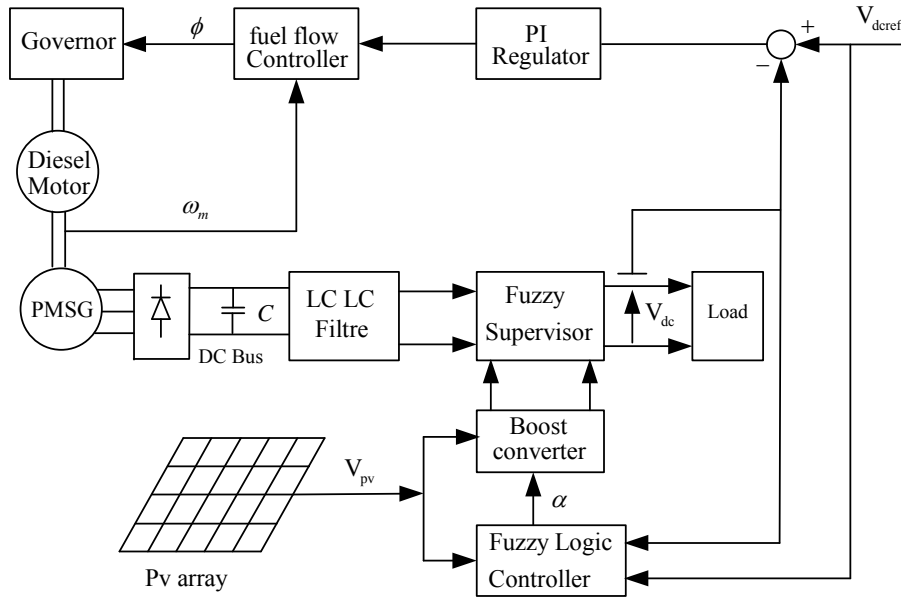 Governor
ϕ
fuel flow
Controller
PI
Regulator
+
−
V_dcref
Diesel
Motor
ω_m
PMSG
C
DC Bus
LC LC
Filtre
Fuzzy
Supervisor
V_dc
Load
Boost
converter
V_pv
α
Fuzzy Logic
Controller
Pv array